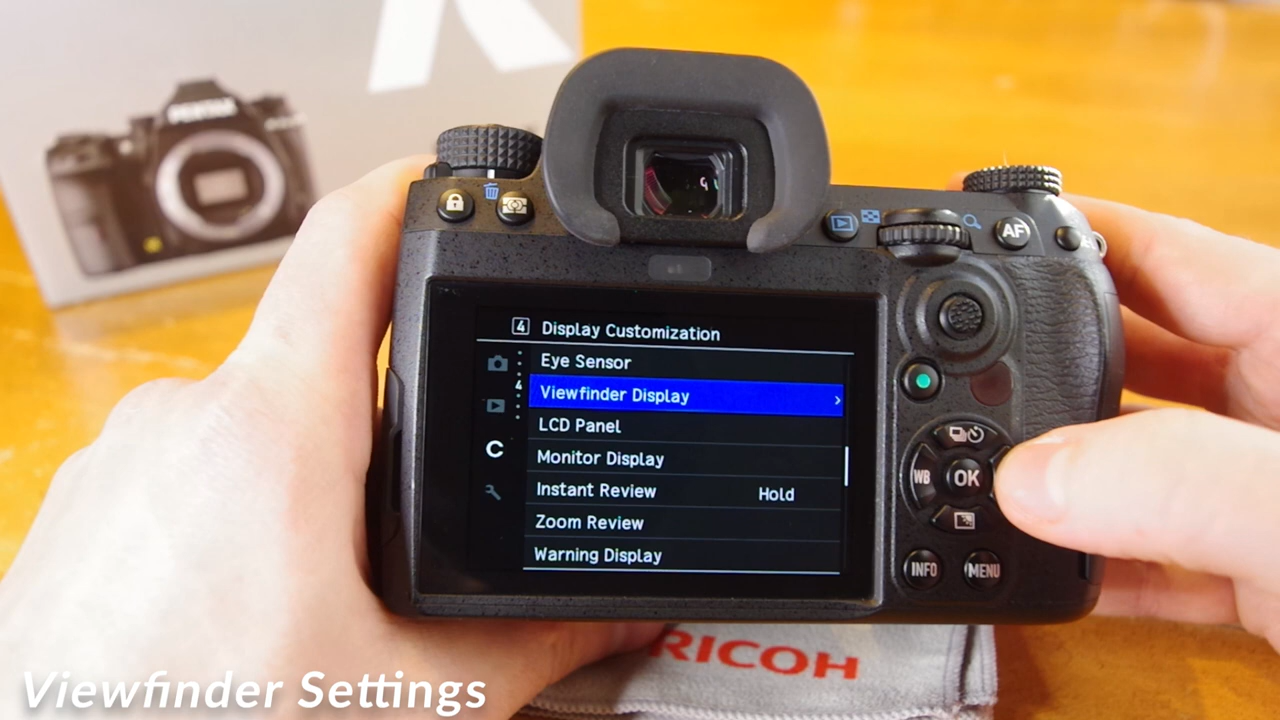 PENTAX
AF
4 Display Customization
Eye Sensor
4
Viewfinder Display
LCD Panel
Monitor Display
C
Instant Review Hold
Zoom Review
Warning Display
WB
OK
INFO
MENU
RICOH
Viewfinder Settings